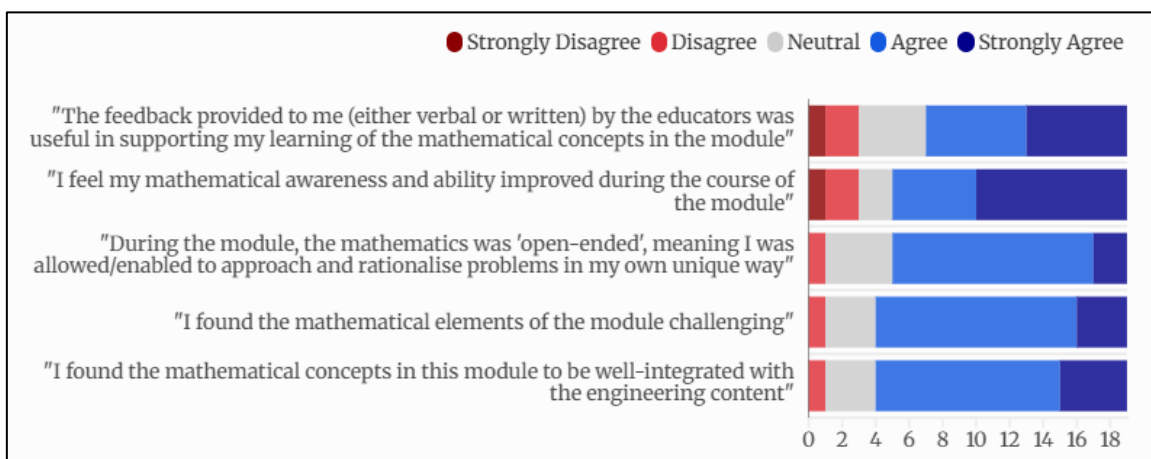 Strongly Disagree Disagree Neutral Agree Strongly Agree
"The feedback provided to me (either verbal or written) by the educators was
useful in supporting my learning of the mathematical concepts in the module"
"I feel my mathematical awareness and ability improved during the course of
the module"
"During the module, the mathematics was 'open-ended', meaning I was
allowed/enabled to approach and rationalise problems in my own unique way"
"I found the mathematical elements of the module challenging"
"I found the mathematical concepts in this module to be well-integrated with
the engineering content"
0 2 4 6 8 10 12 14 16 18